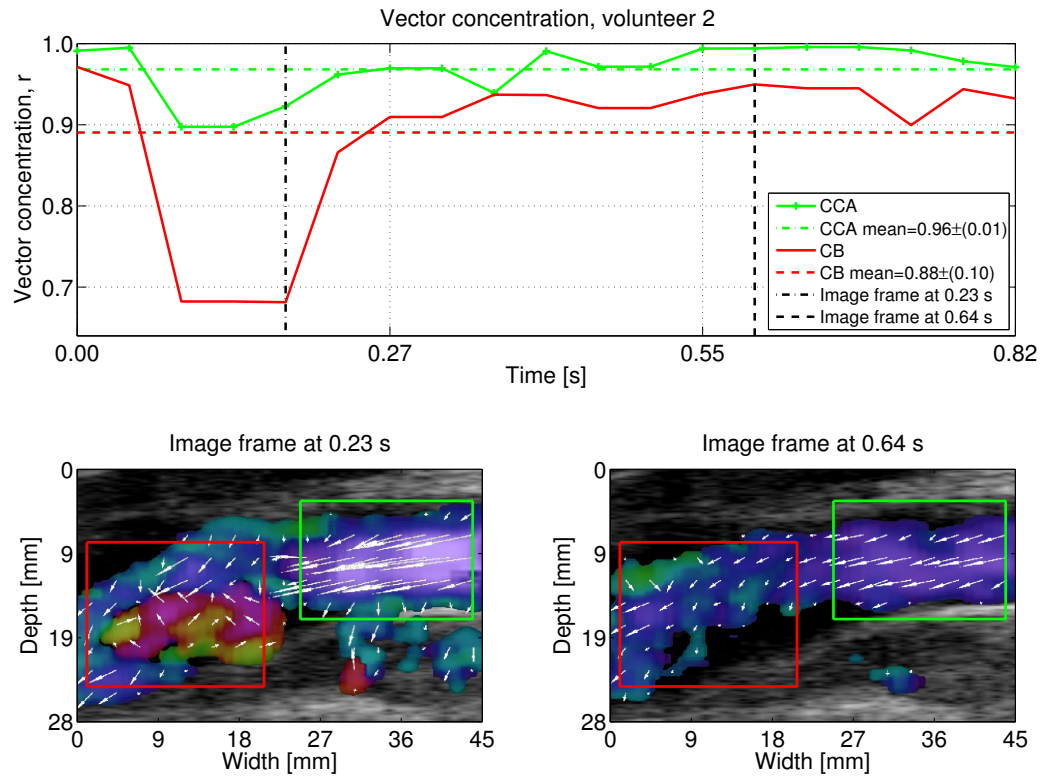 Vector concentration, volunteer 2
Vector concentration, r
1.0
0.9
0.8
0.7
0.00
0.27
0.55
0.82
Time [s]
CCA
CCA mean=0.96±(0.01)
CB
CB mean=0.88±(0.10)
Image frame at 0.23 s
Image frame at 0.64 s
Image frame at 0.23 s
Depth [mm]
0
9
19
28
0
9
18
27
36
45
Width [mm]
Image frame at 0.64 s
Depth [mm]
0
9
19
28
0
9
18
27
36
45
Width [mm]